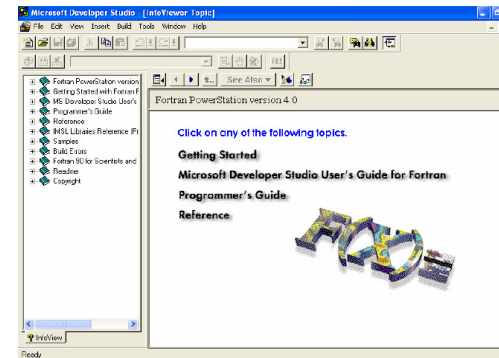 Microsoft Developer Studio - [InfoViewer Topic]
File Edit View Insert Build Tools Window Help
See Also
Fortran PowerStation version
Getting Started with Fortran P
MS Developer Studio User's
Programmer's Guide
Reference
IMSL Libraries Reference (Fr
Samples
Build Errors
Fortran 90 for Scientists and
Readme
Copyright
InfoView
Fortran PowerStation version 4.0
Click on any of the following topics.
Getting Started
Microsoft Developer Studio User's Guide for Fortran
Programmer's Guide
Reference
F(X)
Ready